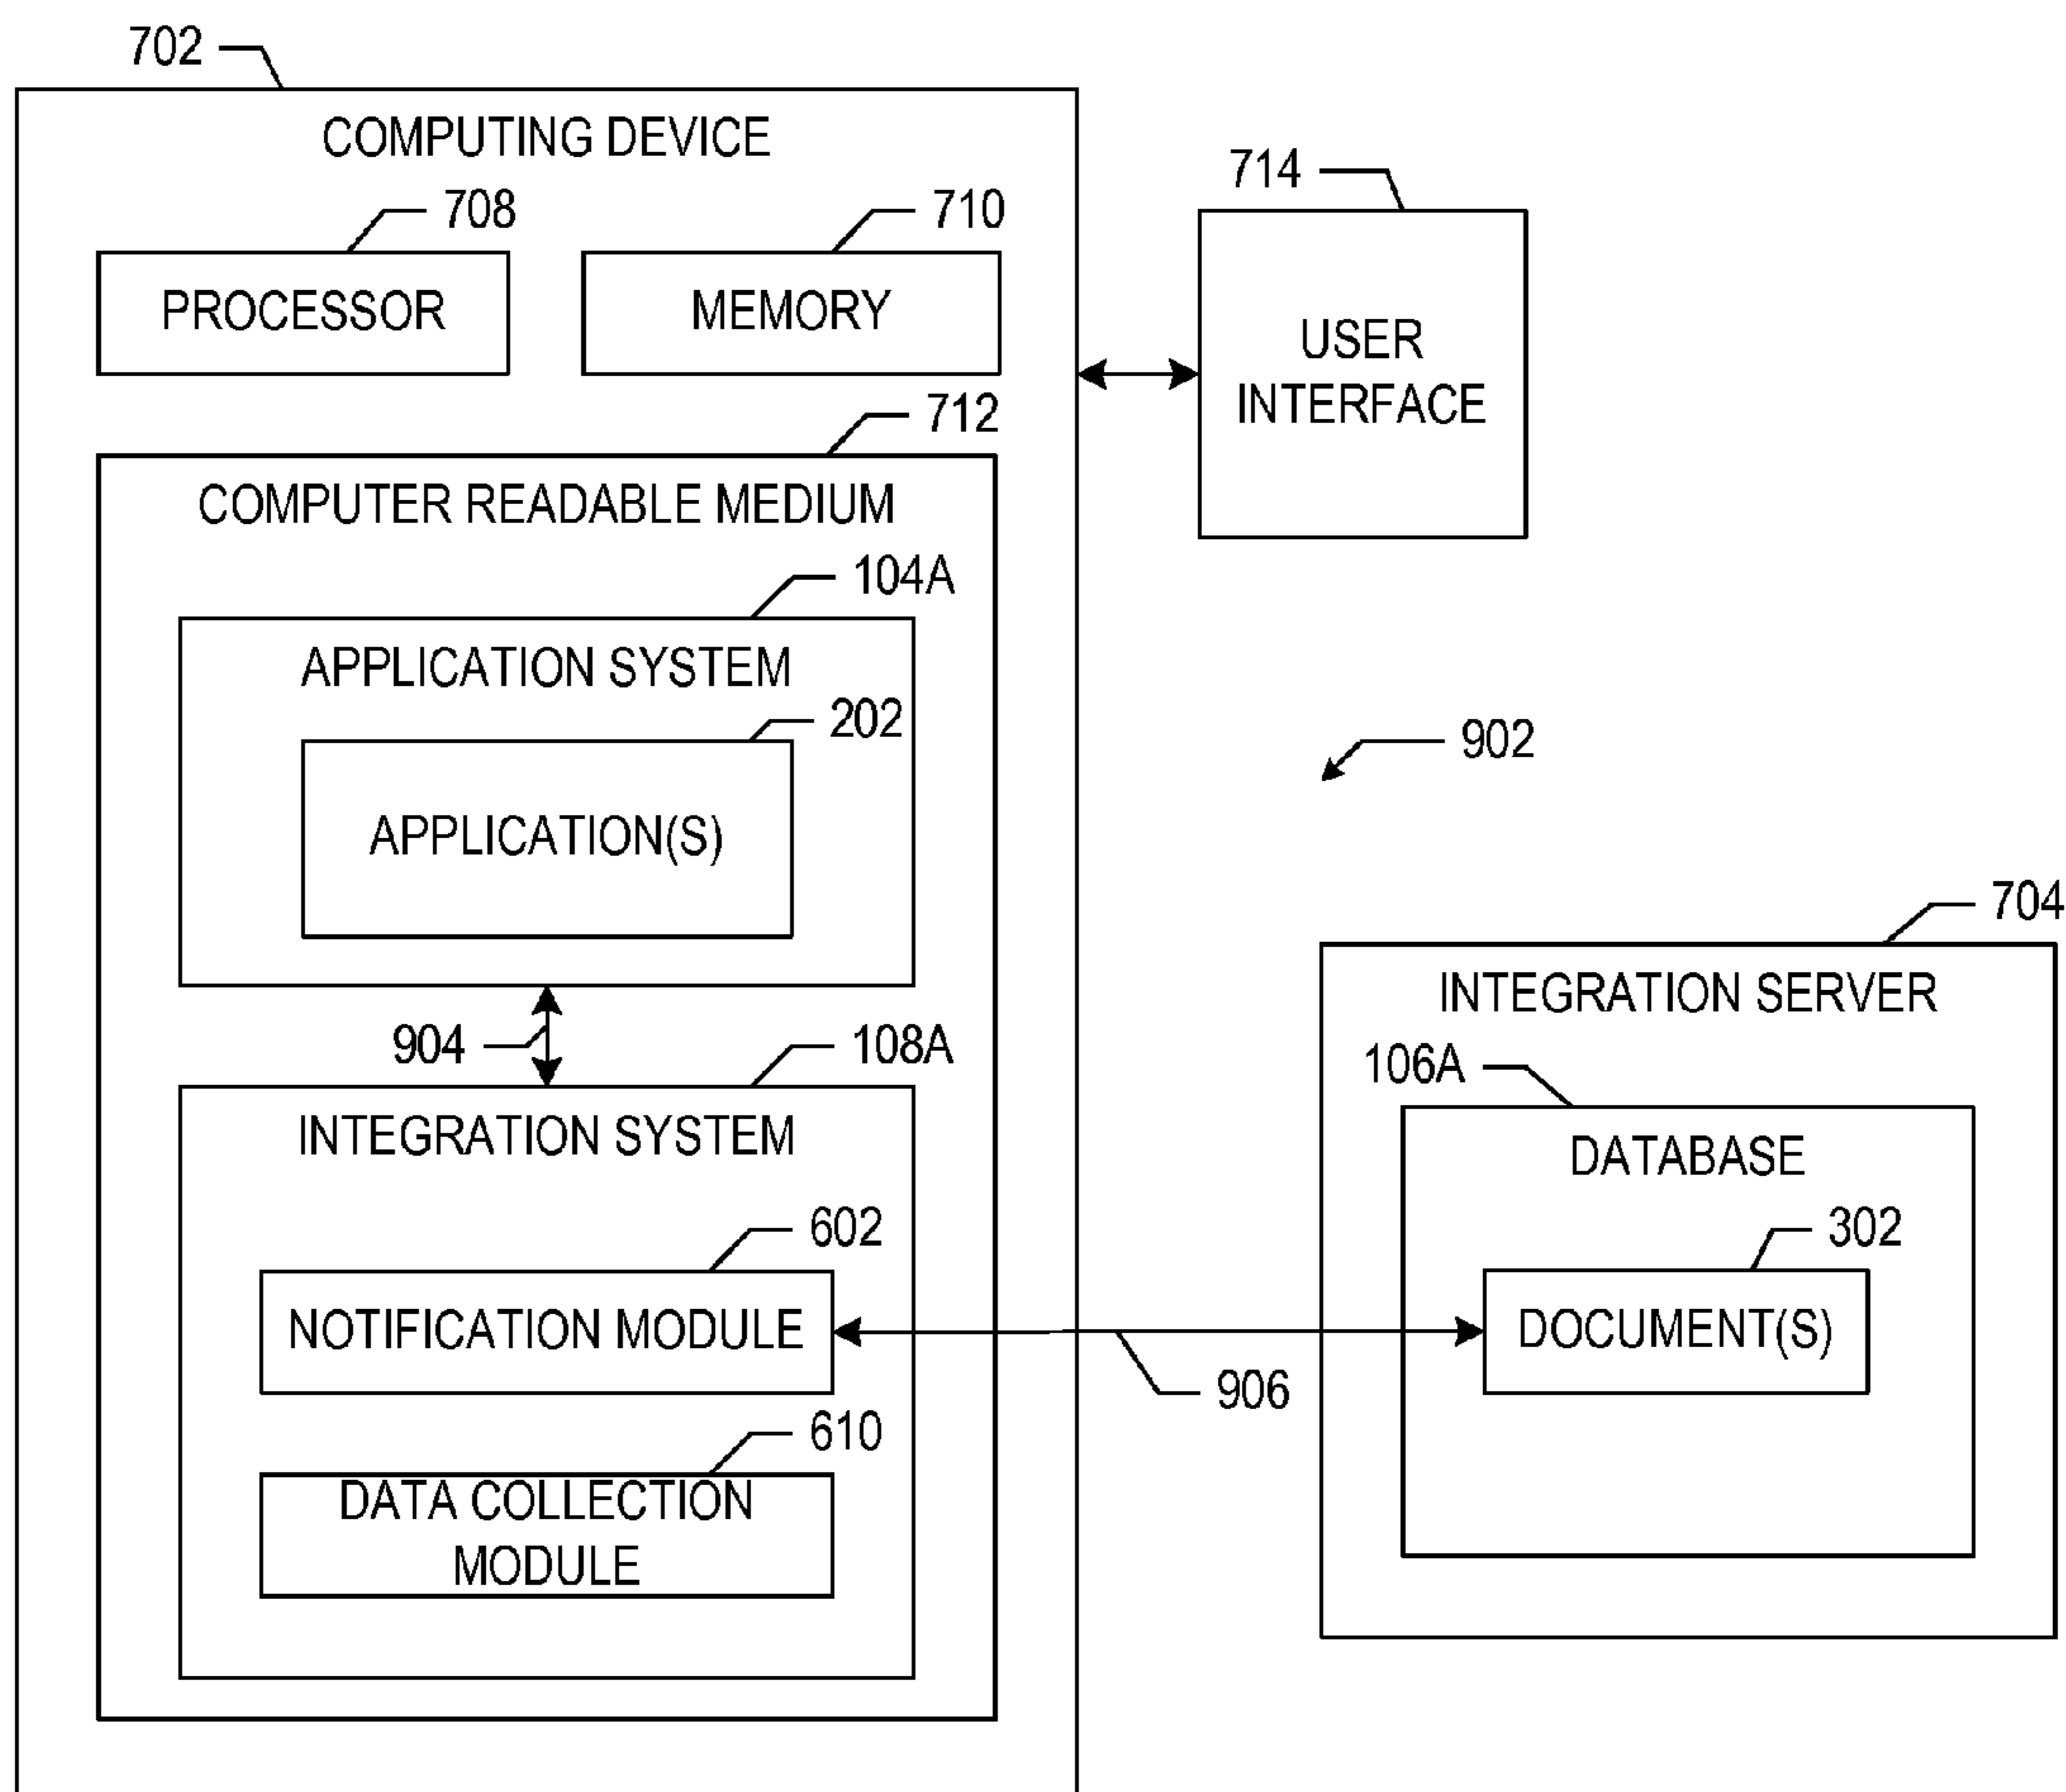 702
COMPUTING DEVICE
708
710
PROCESSOR
MEMORY
714
USER
INTERFACE
712
COMPUTER READABLE MEDIUM
104A
APPLICATION SYSTEM
202
APPLICATION(S)
902
904
108A
INTEGRATION SYSTEM
602
NOTIFICATION MODULE
610
DATA COLLECTION
MODULE
906
704
INTEGRATION SERVER
106A
DATABASE
302
DOCUMENT(S)